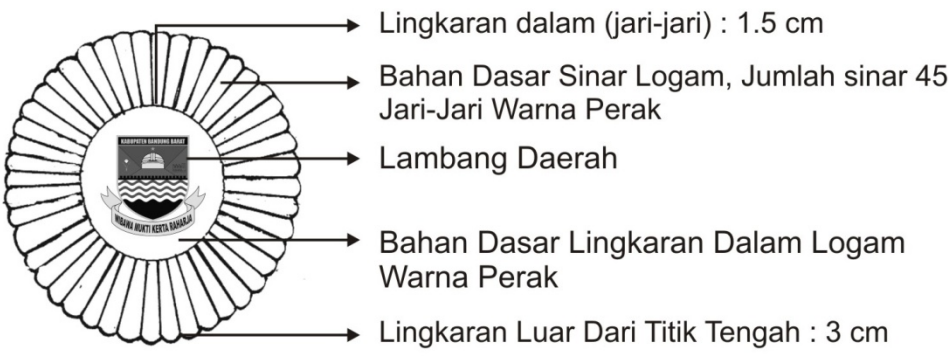 Lingkaran dalam (jari-jari) : 1.5 cm
Bahan Dasar Sinar Logam, Jumlah sinar 45
Jari-Jari Warna Perak
KABUPATEN BANDUNG BARAT
Lambang Daerah
WIBAWA MUKTI KERTA RAHARJA
Bahan Dasar Lingkaran Dalam Logam
Warna Perak
Lingkaran Luar Dari Titik Tengah : 3 cm